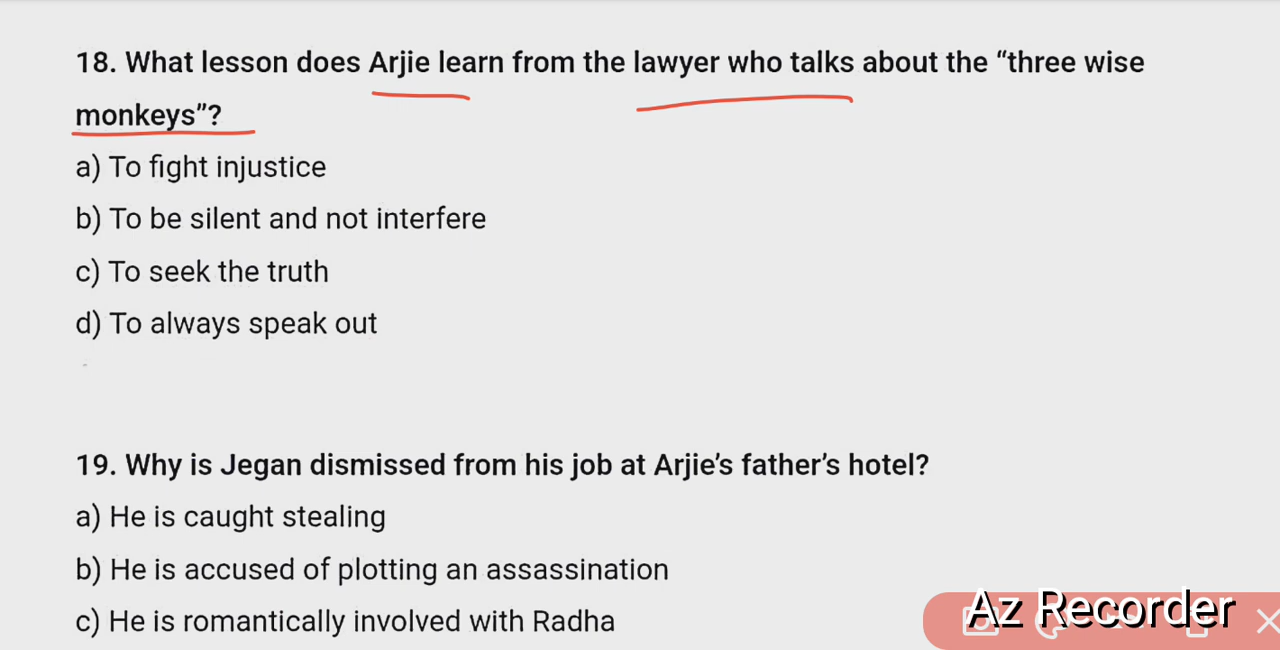 18. What lesson does Arjie learn from the lawyer who talks about the “three wise
monkeys”?
a) To fight injustice
b) To be silent and not interfere
c) To seek the truth
d) To always speak out
19. Why is Jegan dismissed from his job at Arjie’s father’s hotel?
a) He is caught stealing
b) He is accused of plotting an assassination
c) He is romantically involved with Radha
Az Recorder